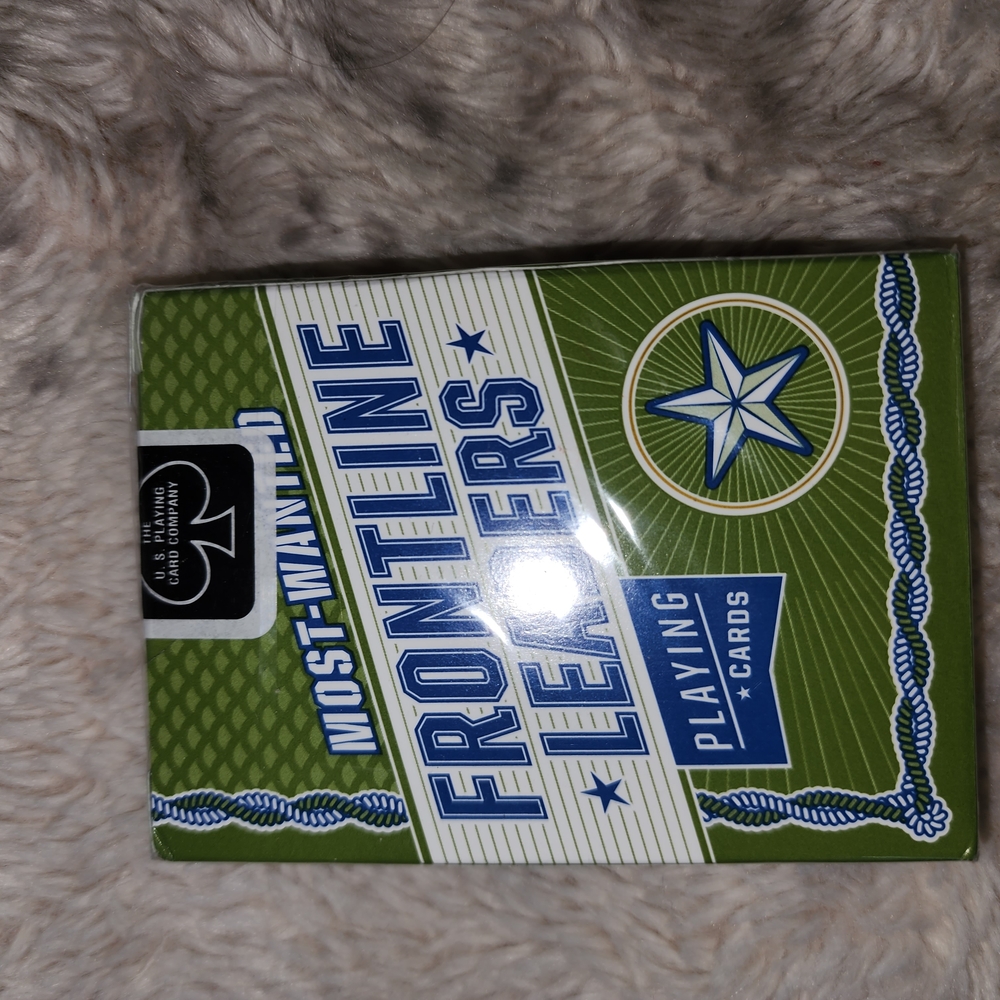 THE
U.S. PLAYING
CARD COMPANY
MOST-WANTED
FRONTLINE
LEADERS
PLAYING
CARDS